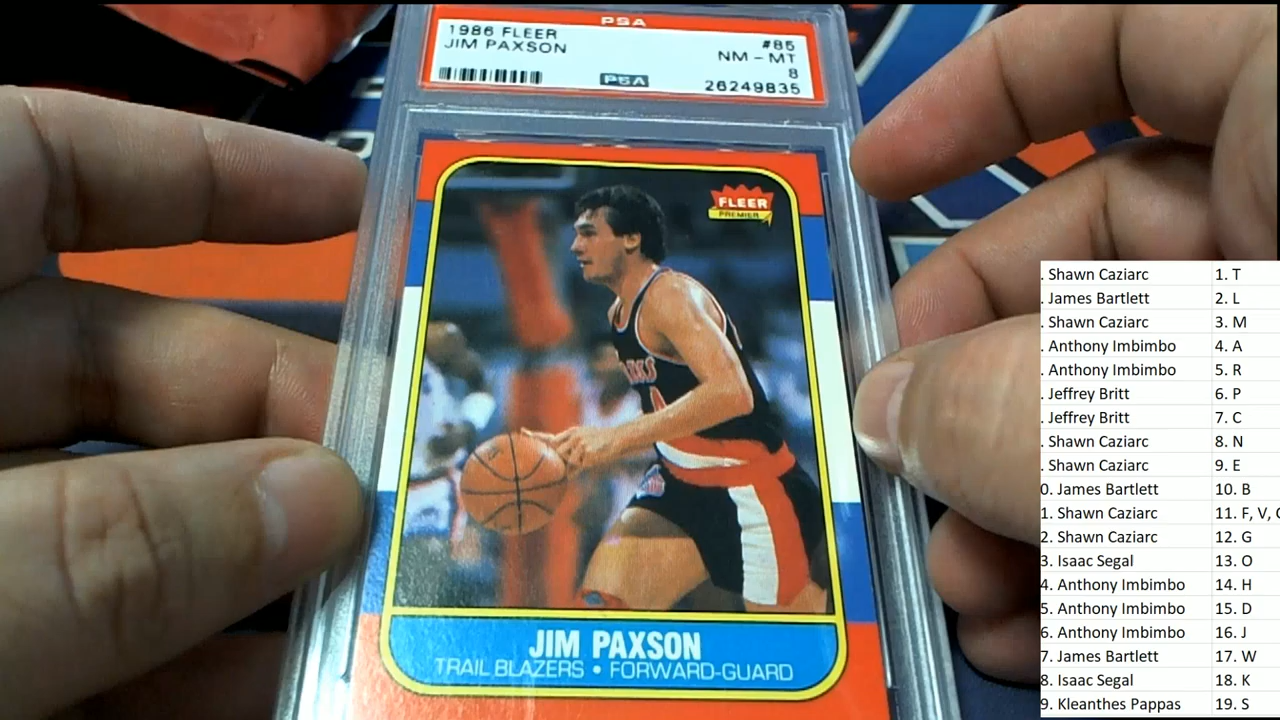 PSA
1986 FLEER #85
JIM PAXSON NM - MT
8
PSA 26249835
FLEER
PREMIER
JIM PAXSON
TRAIL BLAZERS • FORWARD-GUARD
. Shawn Caziarc 1. T
. James Bartlett 2. L
. Shawn Caziarc 3. M
. Anthony Imbimbo 4. A
. Anthony Imbimbo 5. R
. Jeffrey Britt 6. P
. Jeffrey Britt 7. C
. Shawn Caziarc 8. N
. Shawn Caziarc 9. E
0. James Bartlett 10. B
1. Shawn Caziarc 11. F, V,
2. Shawn Caziarc 12. G
3. Isaac Segal 13. O
4. Anthony Imbimbo 14. H
5. Anthony Imbimbo 15. D
6. Anthony Imbimbo 16. J
7. James Bartlett 17. W
8. Isaac Segal 18. K
9. Kleanthes Pappas 19. S